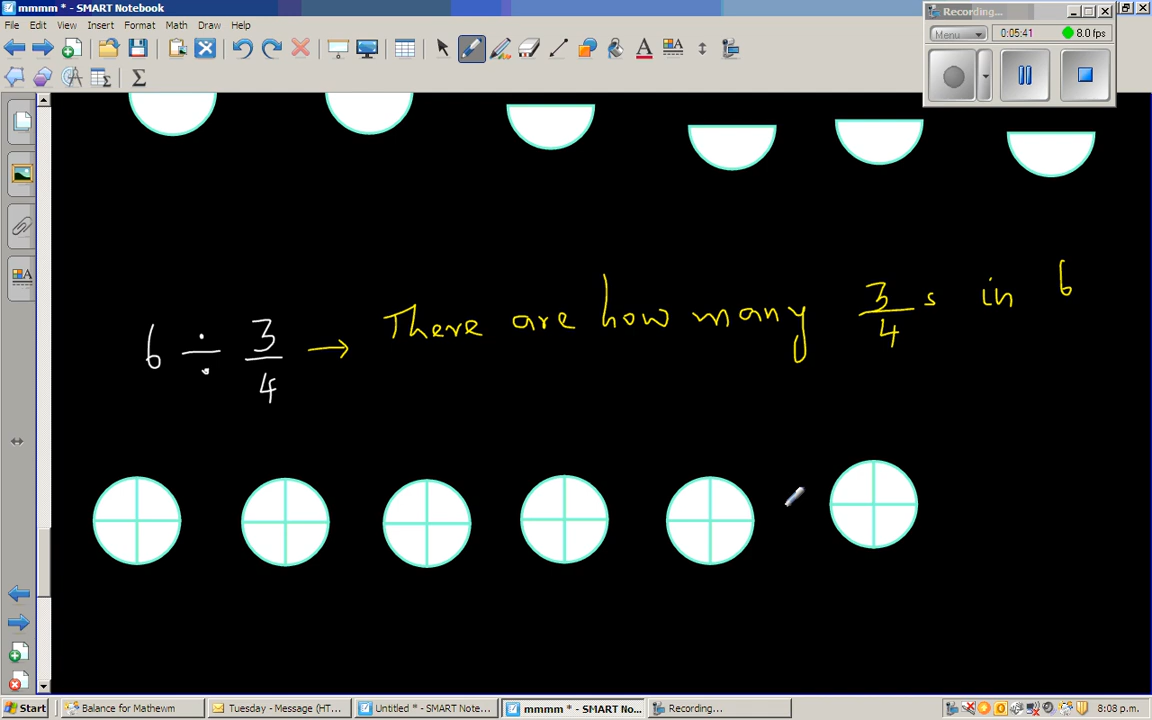 mmmm * - SMART Notebook
Recording...
File Edit View Insert Format Math Draw Help
Menu 0:05:41 8.0 fps
6 ÷ 3/4 → There are how many 3/4 s in 6
Start Balance for Mathewm Tuesday - Message (HT... Untitled * - SMART Note... mmmm * - SMART No... Recording... 8:08 p.m.